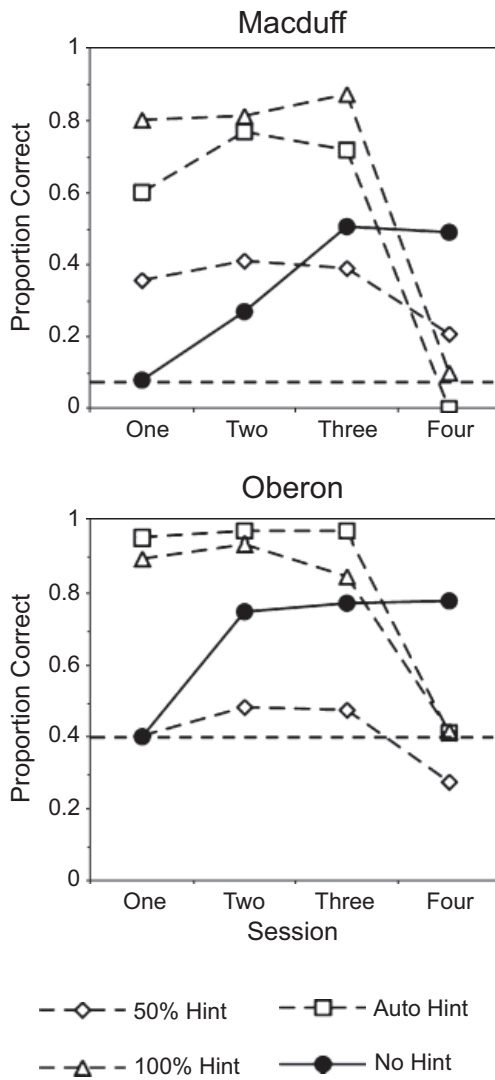 Macduff
1
0.8
0.6
0.4
0.2
0
Proportion Correct
One Two Three Four
Oberon
1
0.8
0.6
0.4
0.2
0
Proportion Correct
One Two Three Four
Session
50% Hint Auto Hint
100% Hint No Hint